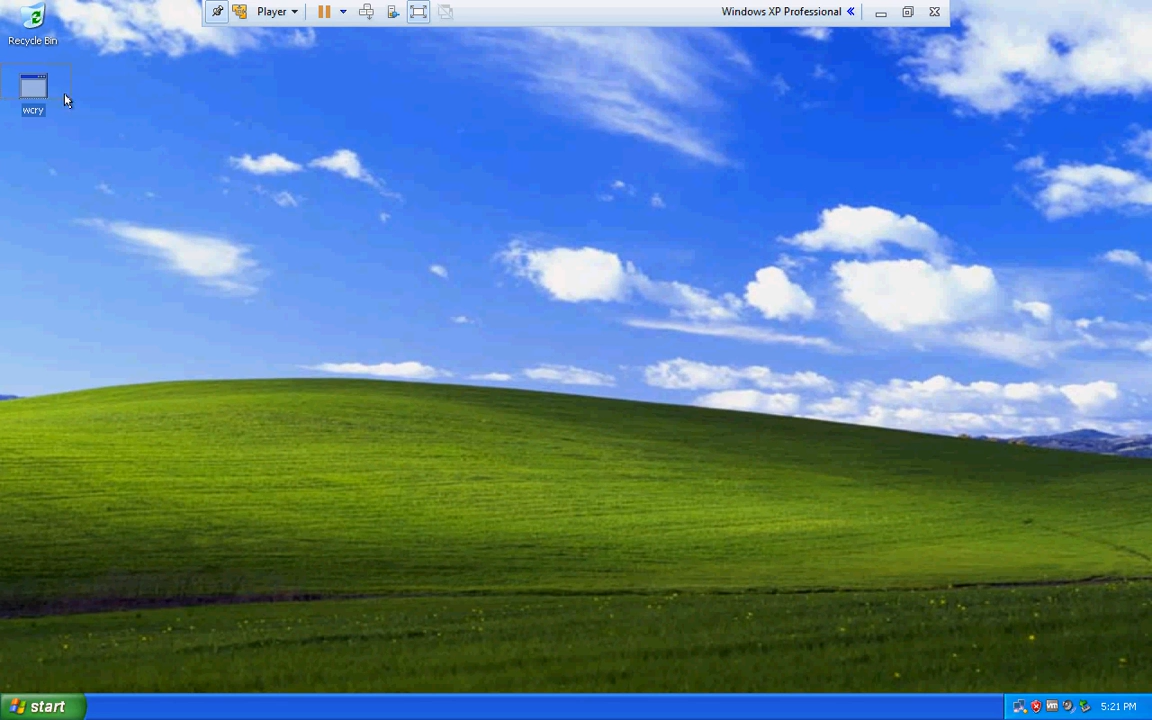 Player
Windows XP Professional
Recycle Bin
wcry
start
5:21 PM